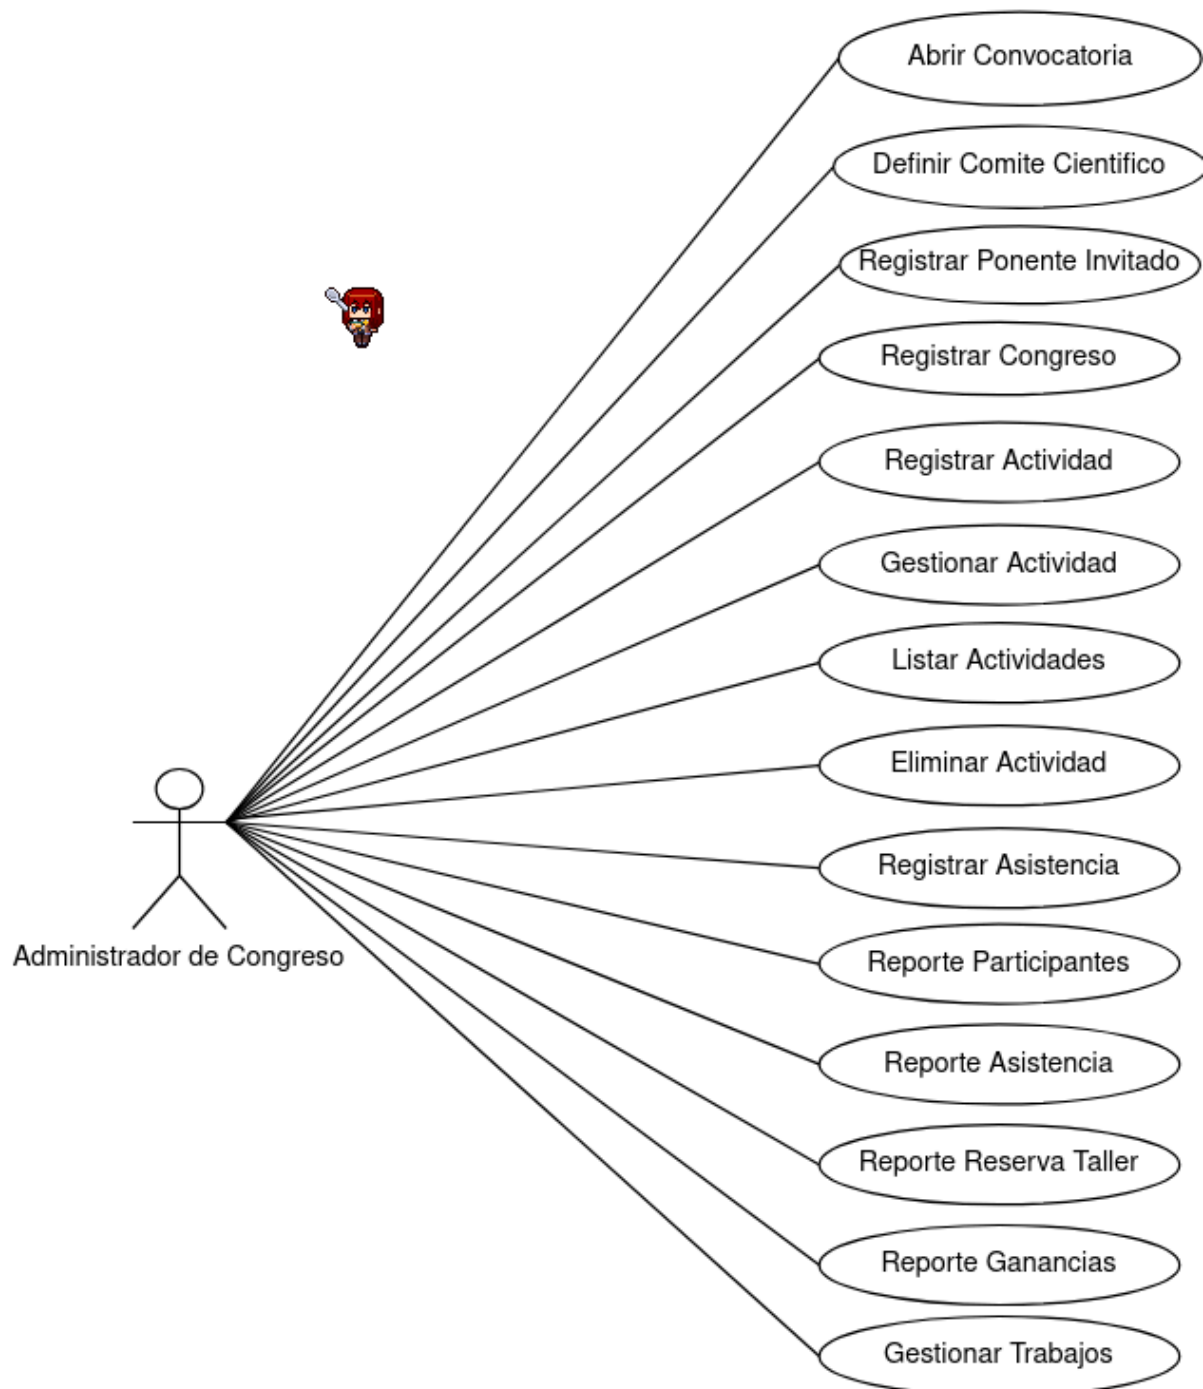 Abrir Convocatoria
Definir Comite Cientifico
Registrar Ponente Invitado
Registrar Congreso
Registrar Actividad
Gestionar Actividad
Listar Actividades
Eliminar Actividad
Registrar Asistencia
Administrador de Congreso
Reporte Participantes
Reporte Asistencia
Reporte Reserva Taller
Reporte Ganancias
Gestionar Trabajos